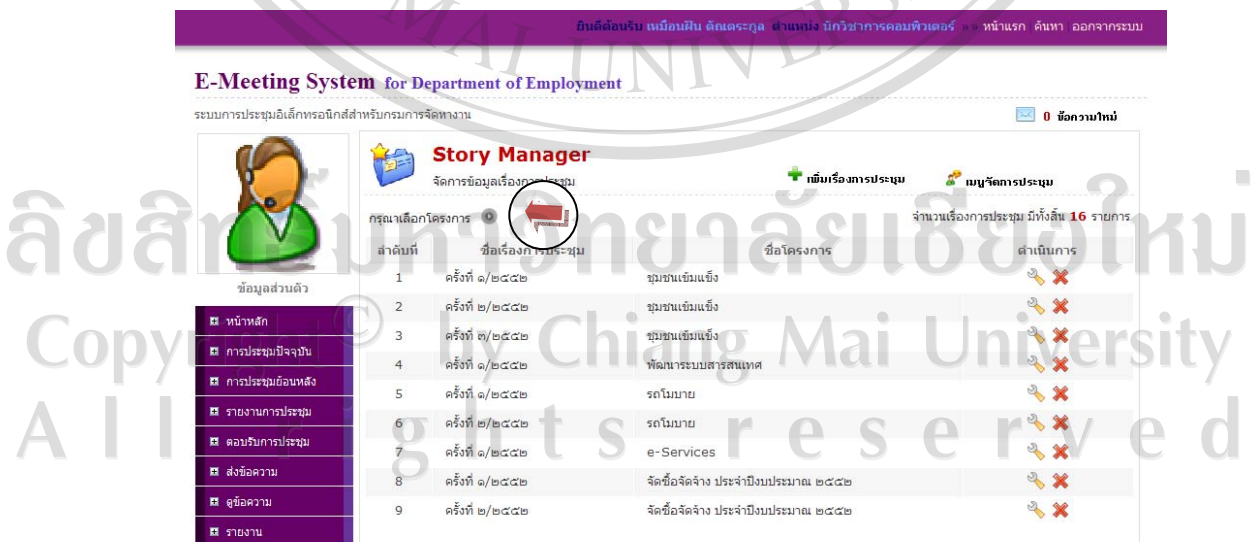 MAI UNIVERS
ยินดีต้อนรับ เหมือนฝัน ตัณตระกูล ตำแหน่ง นักวิชาการคอมพิวเตอร์ »» หน้าแรก ค้นหา ออกจากระบบ
E-Meeting System for Department of Employment
ระบบการประชุมอิเล็กทรอนิกส์สำหรับกรมการจัดหางาน
0 ข้อความใหม่
Story Manager
จัดการข้อมูลเรื่องการประชุม
เพิ่มเรื่องการประชุม
เมนูจัดการประชุม
กรุณาเลือกโครงการ
จำนวนเรื่องการประชุม มีทั้งสิ้น 16 รายการ
ลำดับที่ ชื่อเรื่องการประชุม ชื่อโครงการ ดำเนินการ
1 ครั้งที่ ๑/๒๕๕๒ ชุมชนเข้มแข็ง
2 ครั้งที่ ๒/๒๕๕๒ ชุมชนเข้มแข็ง
3 ครั้งที่ ๓/๒๕๕๒ ชุมชนเข้มแข็ง
4 ครั้งที่ ๑/๒๕๕๒ พัฒนาระบบสารสนเทศ
5 ครั้งที่ ๑/๒๕๕๒ รถโมบาย
6 ครั้งที่ ๒/๒๕๕๒ รถโมบาย
7 ครั้งที่ ๑/๒๕๕๒ e-Services
8 ครั้งที่ ๑/๒๕๕๒ จัดซื้อจัดจ้าง ประจำปีงบประมาณ ๒๕๕๒
9 ครั้งที่ ๒/๒๕๕๒ จัดซื้อจัดจ้าง ประจำปีงบประมาณ ๒๕๕๒
ข้อมูลส่วนตัว
หน้าหลัก
การประชุมปัจจุบัน
การประชุมย้อนหลัง
รายงานการประชุม
ตอบรับการประชุม
ส่งข้อความ
ดูข้อความ
รายงาน
ลิขสิทธิ์มหาวิทยาลัยเชียงใหม่
Copyright © by Chiang Mai University
All rights reserved